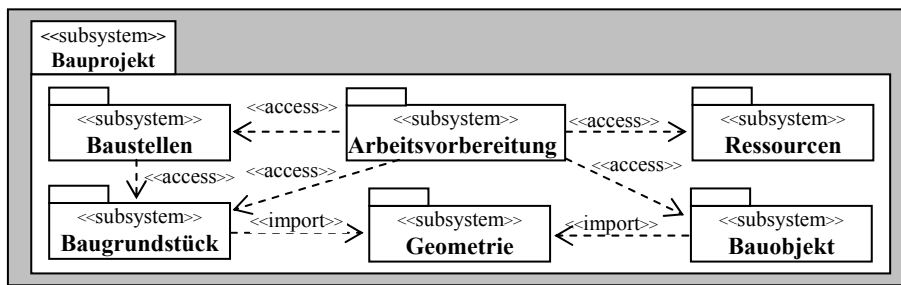 <<subsystem>>
Bauprojekt
<<subsystem>>
Baustellen
<<access>>
<<subsystem>>
Arbeitsvorbereitung
<<access>>
<<subsystem>>
Ressourcen
<<access>>
<<access>>
<<access>>
<<subsystem>>
Baugrundstück
<<import>>
<<subsystem>>
Geometrie
<<import>>
<<subsystem>>
Bauobjekt